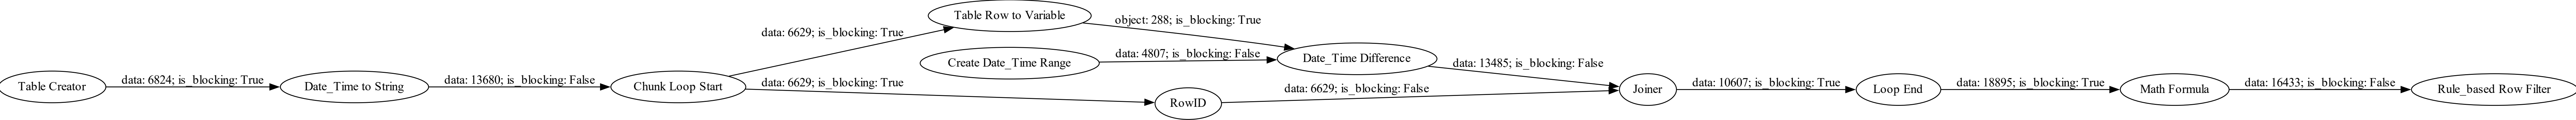 Table Creator
data: 6824; is_blocking: True
Date_Time to String
data: 13680; is_blocking: False
Chunk Loop Start
data: 6629; is_blocking: True
Table Row to Variable
object: 288; is_blocking: True
Create Date_Time Range
data: 4807; is_blocking: False
Date_Time Difference
data: 6629; is_blocking: True
RowID
data: 6629; is_blocking: False
data: 13485; is_blocking: False
Joiner
data: 10607; is_blocking: True
Loop End
data: 18895; is_blocking: True
Math Formula
data: 16433; is_blocking: False
Rule_based Row Filter